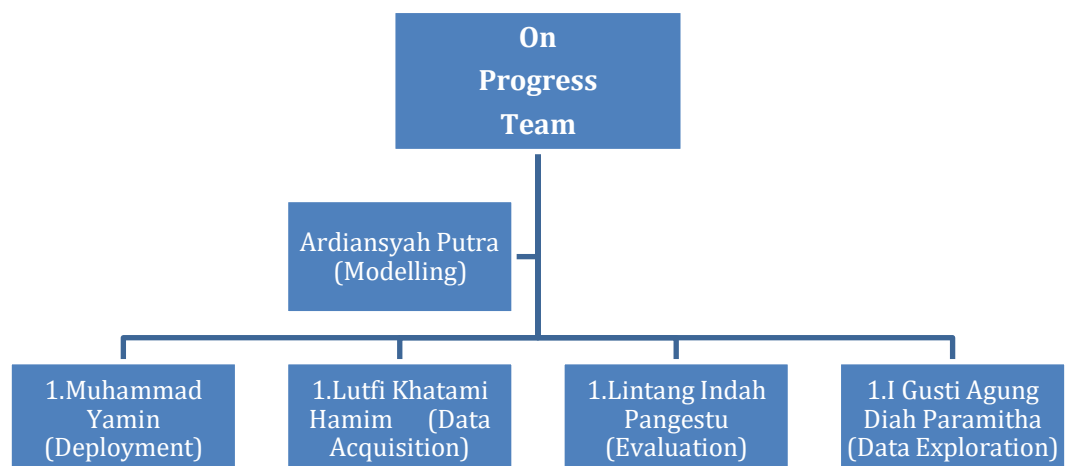 On
Progress
Team
Ardiansyah Putra
(Modelling)
1.Muhammad
Yamin
(Deployment)
1.Lutfi Khatami
Hamim (Data
Acquisition)
1.Lintang Indah
Pangestu
(Evaluation)
1.I Gusti Agung
Diah Paramitha
(Data Exploration)